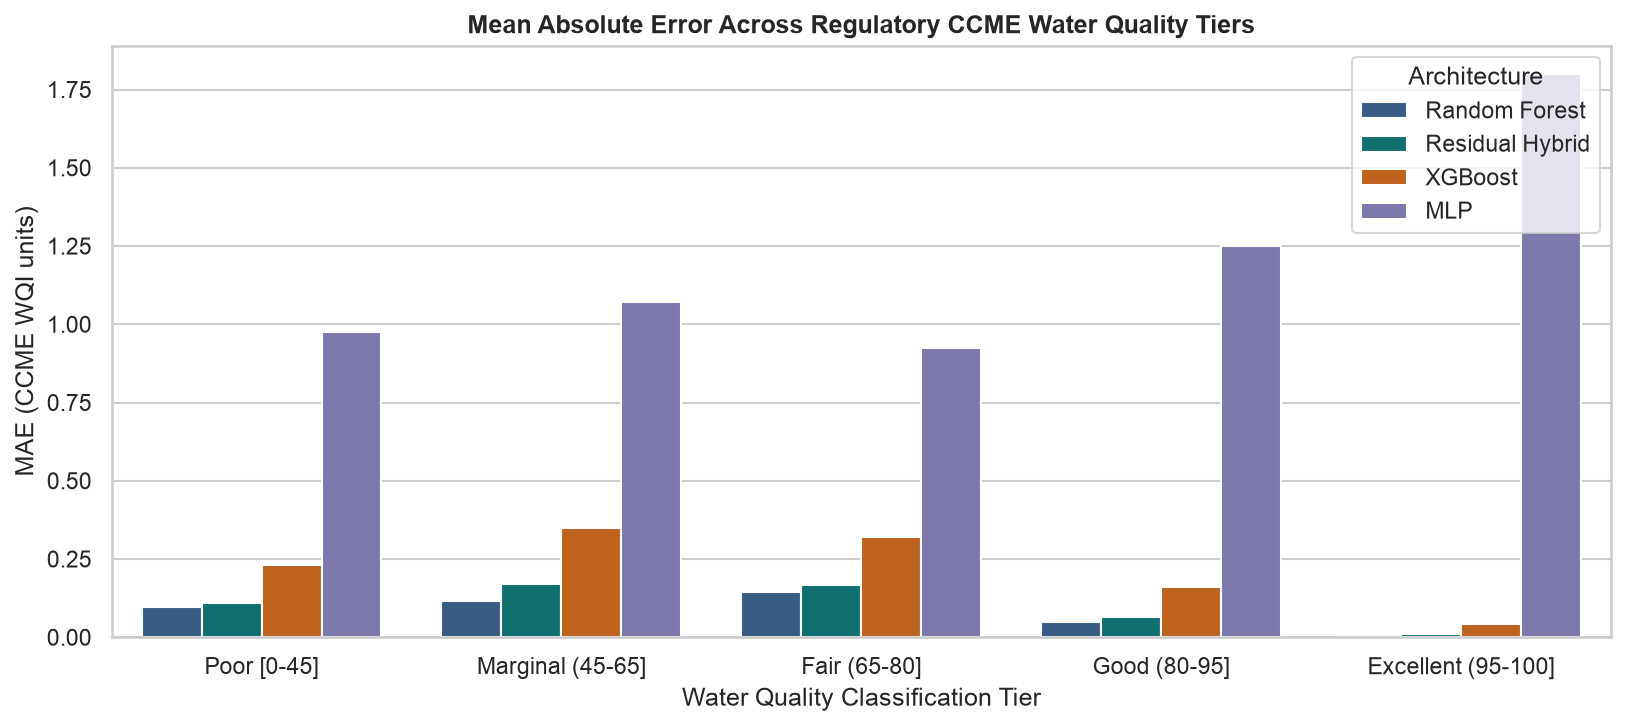 Mean Absolute Error Across Regulatory CCME Water Quality Tiers
Architecture
Random Forest
Residual Hybrid
XGBoost
MLP
MAE (CCME WQI units)
1.75
1.50
1.25
1.00
0.75
0.50
0.25
0.00
Poor [0-45]
Marginal (45-65]
Fair (65-80]
Good (80-95]
Excellent (95-100]
Water Quality Classification Tier